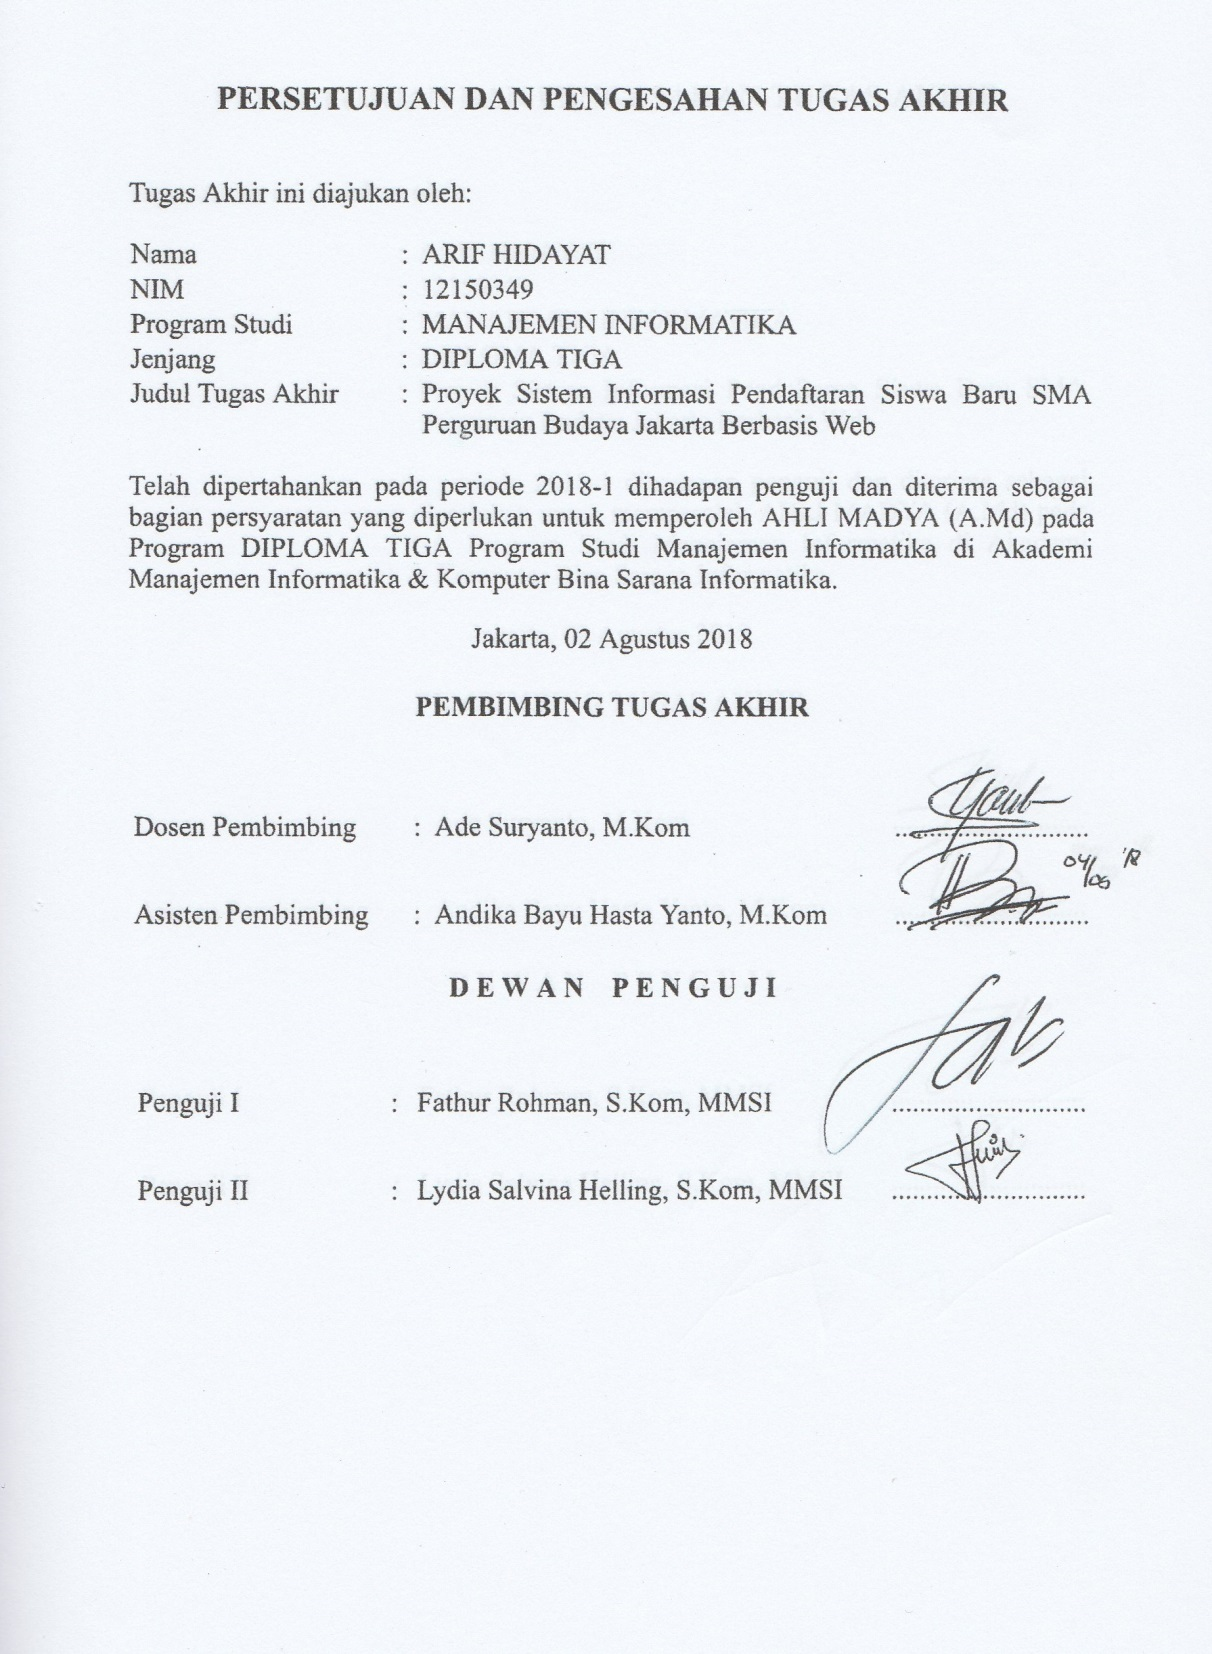 PERSETUJUAN DAN PENGESAHAN TUGAS AKHIR
Tugas Akhir ini diajukan oleh:
Nama : ARIF HIDAYAT
NIM : 12150349
Program Studi : MANAJEMEN INFORMATIKA
Jenjang : DIPLOMA TIGA
Judul Tugas Akhir : Proyek Sistem Informasi Pendaftaran Siswa Baru SMA
Perguruan Budaya Jakarta Berbasis Web
Telah dipertahankan pada periode 2018-1 dihadapan penguji dan diterima sebagai
bagian persyaratan yang diperlukan untuk memperoleh AHLI MADYA (A.Md) pada
Program DIPLOMA TIGA Program Studi Manajemen Informatika di Akademi
Manajemen Informatika & Komputer Bina Sarana Informatika.
Jakarta, 02 Agustus 2018
PEMBIMBING TUGAS AKHIR
Dosen Pembimbing : Ade Suryanto, M.Kom
Asisten Pembimbing : Andika Bayu Hasta Yanto, M.Kom
DEWAN PENGUJI
Penguji I : Fathur Rohman, S.Kom, MMSI
Penguji II : Lydia Salvina Helling, S.Kom, MMSI